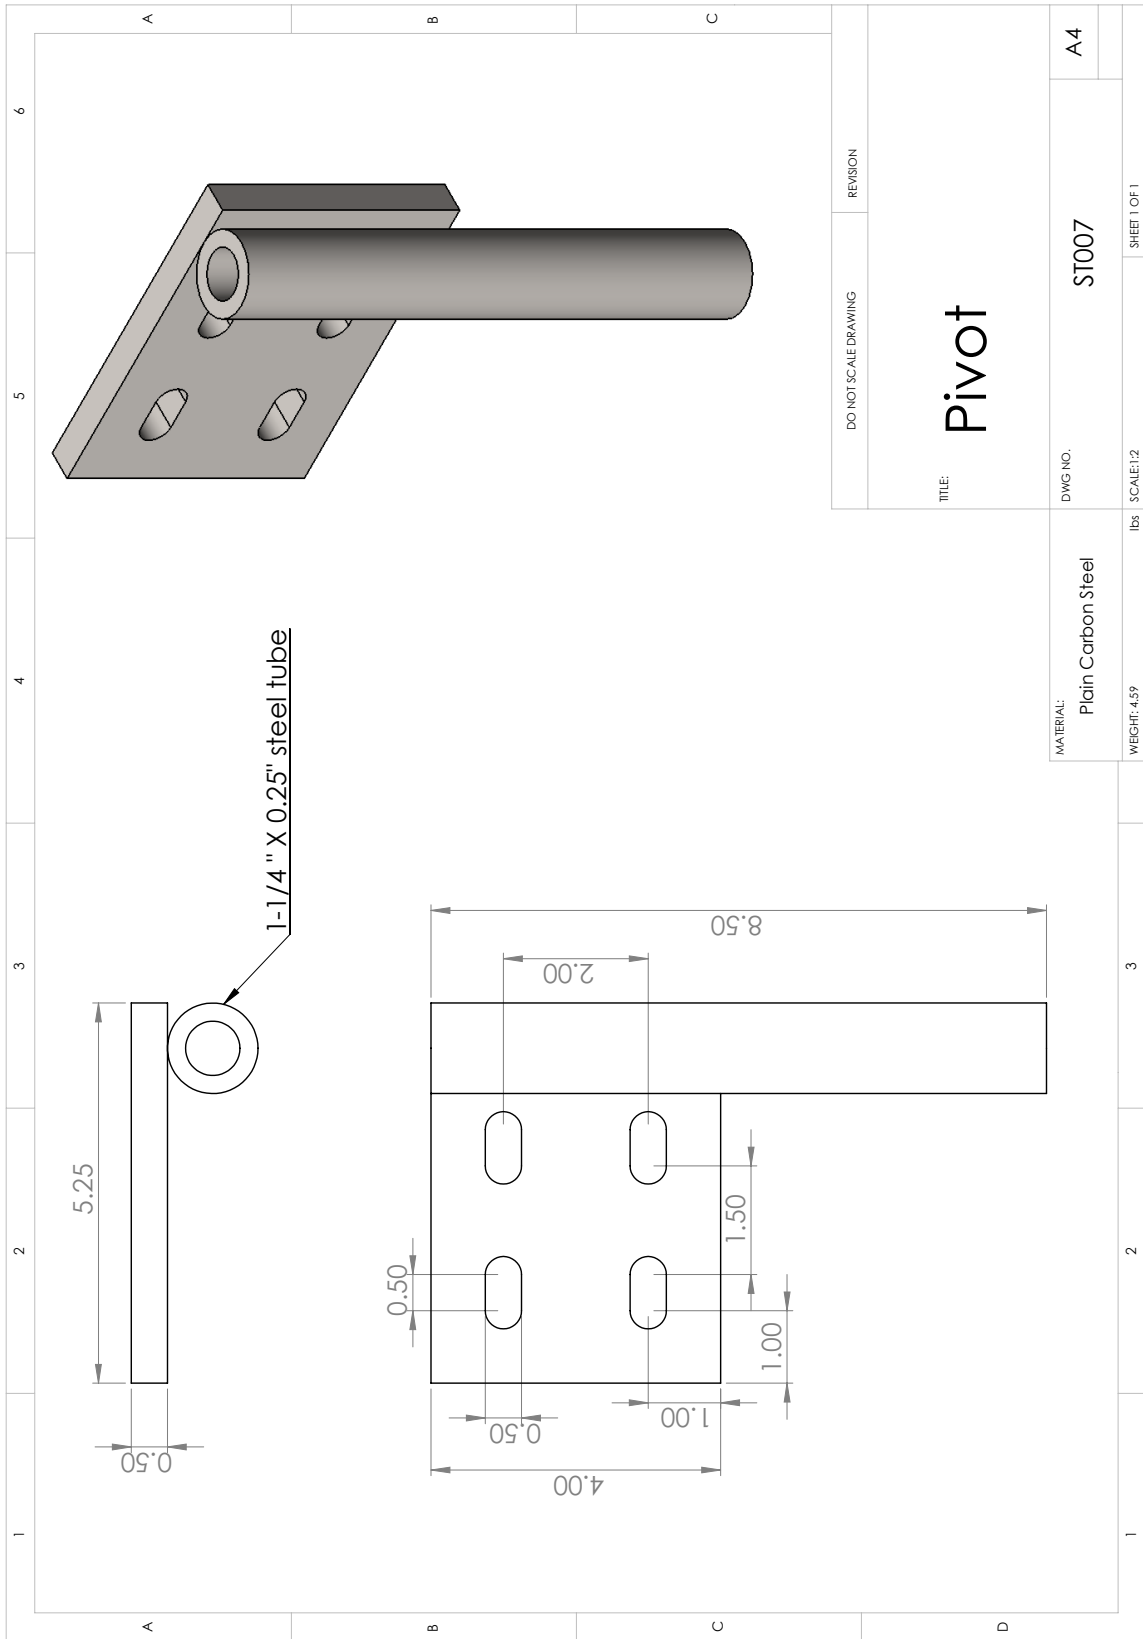 1
2
3
4
5
6
A
B
C
A
B
C
D
1
2
3
5.25
0.50
1-1/4" X 0.25" steel tube
0.50
0.50
4.00
1.00
1.00
1.50
2.00
8.50
DO NOT SCALE DRAWING
REVISION
TITLE:
Pivot
MATERIAL:
Plain Carbon Steel
DWG NO.
ST007
A4
WEIGHT: 4.59
lbs
SCALE:1:2
SHEET 1 OF 1